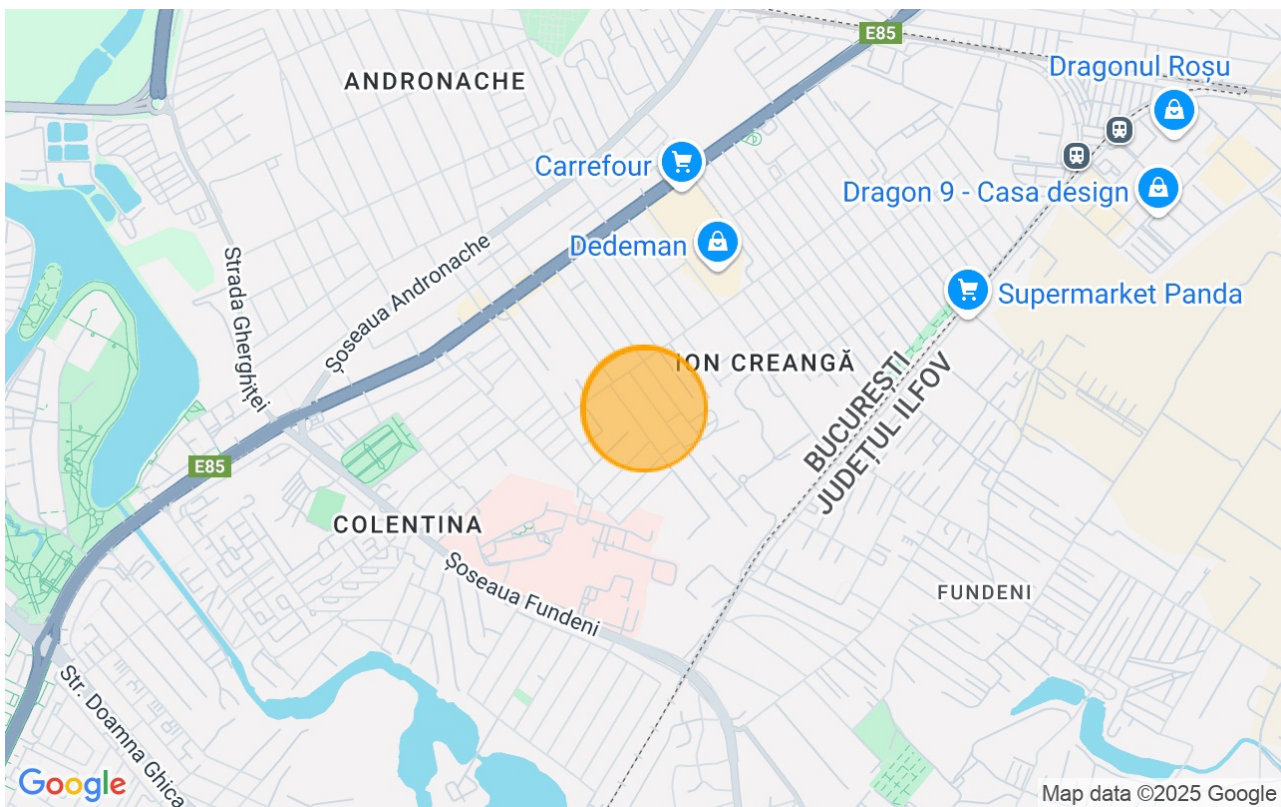 E85
ANDRONACHE
Dragonul Roșu
Carrefour
Dragon 9 - Casa design
Dedeman
Șoseaua Andronache
Strada Gherghiței
Supermarket Panda
ION CREANGĂ
BUCUREȘTI
JUDEȚUL ILFOV
E85
COLENTINA
Șoseaua Fundeni
FUNDENI
Str. Doamna Ghica
Google
Map data ©2025 Google